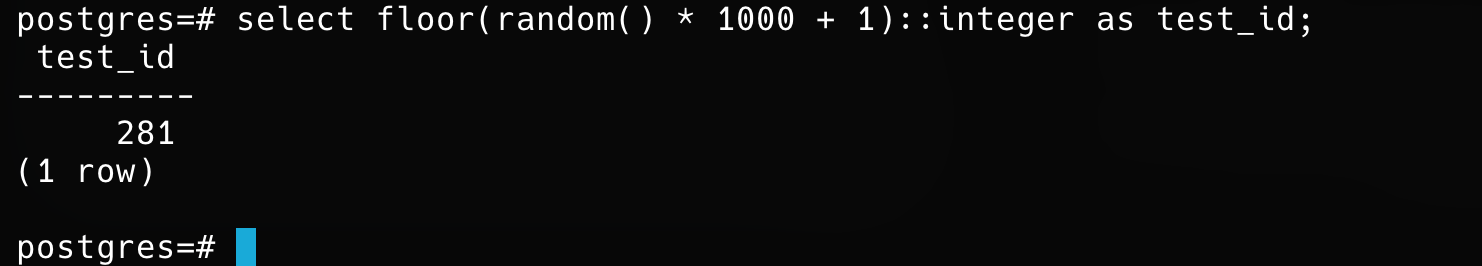 postgres=# select floor(random() * 1000 + 1)::integer as test_id;
 test_id
---------
     281
(1 row)

postgres=#